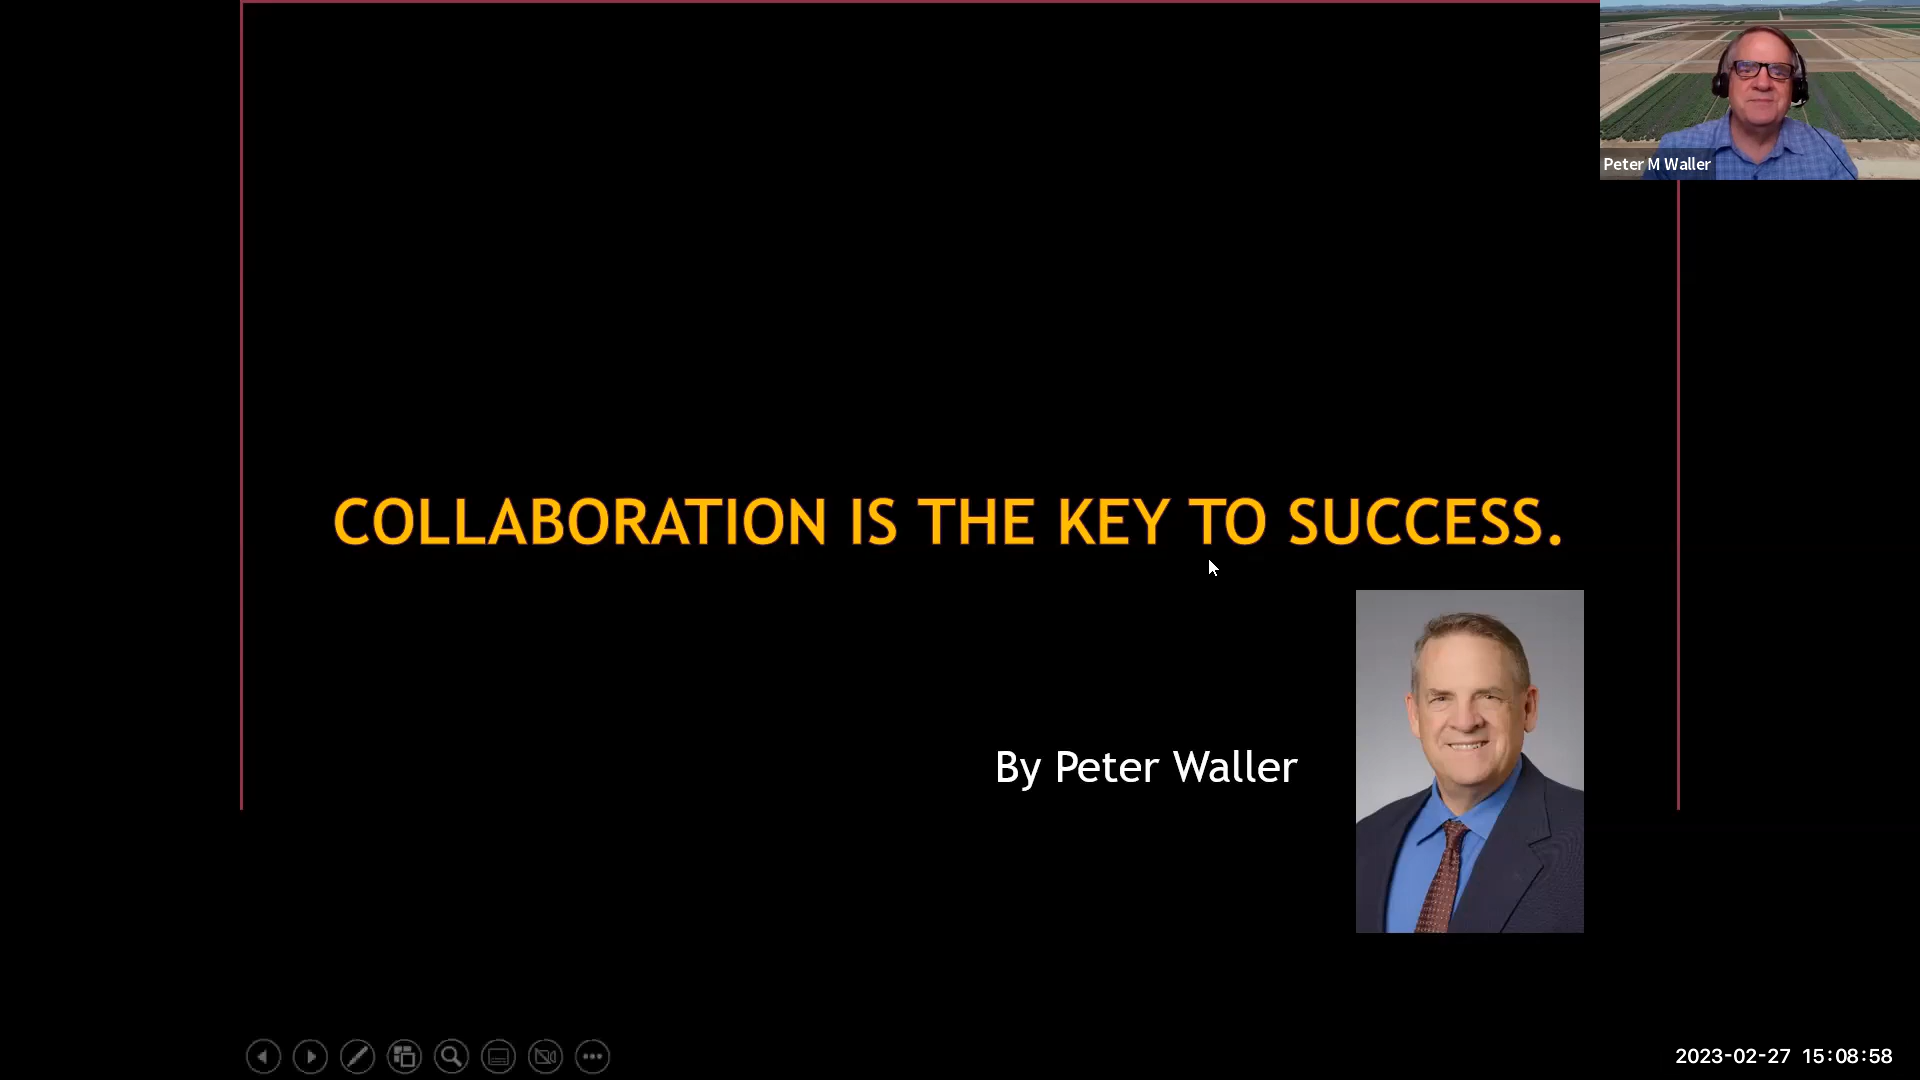 Peter M Waller
COLLABORATION IS THE KEY TO SUCCESS.
By Peter Waller
2023-02-27 15:08:58